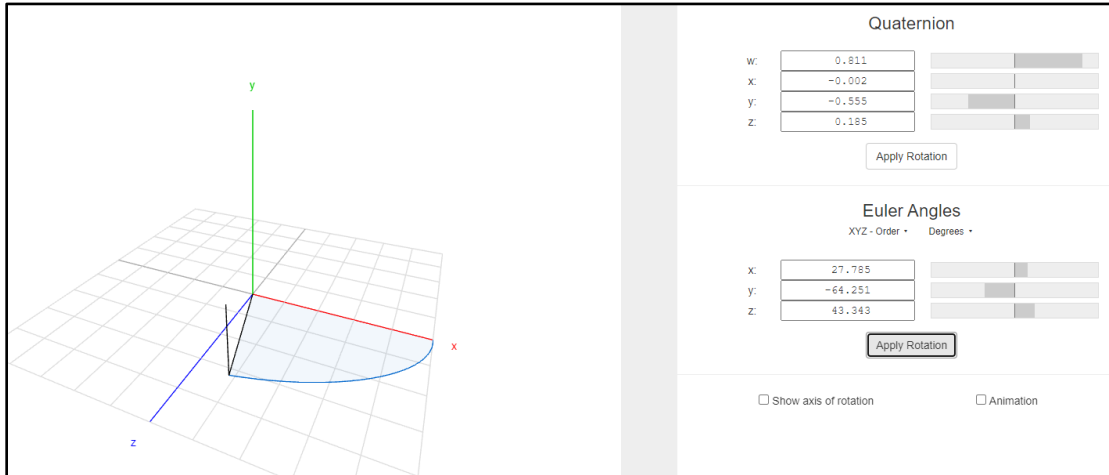 y
x
z
Quaternion
w: 0.811
x: -0.002
y: -0.555
z: 0.185
Apply Rotation
Euler Angles
XYZ - Order Degrees
x: 27.785
y: -64.251
z: 43.343
Apply Rotation
Show axis of rotation Animation